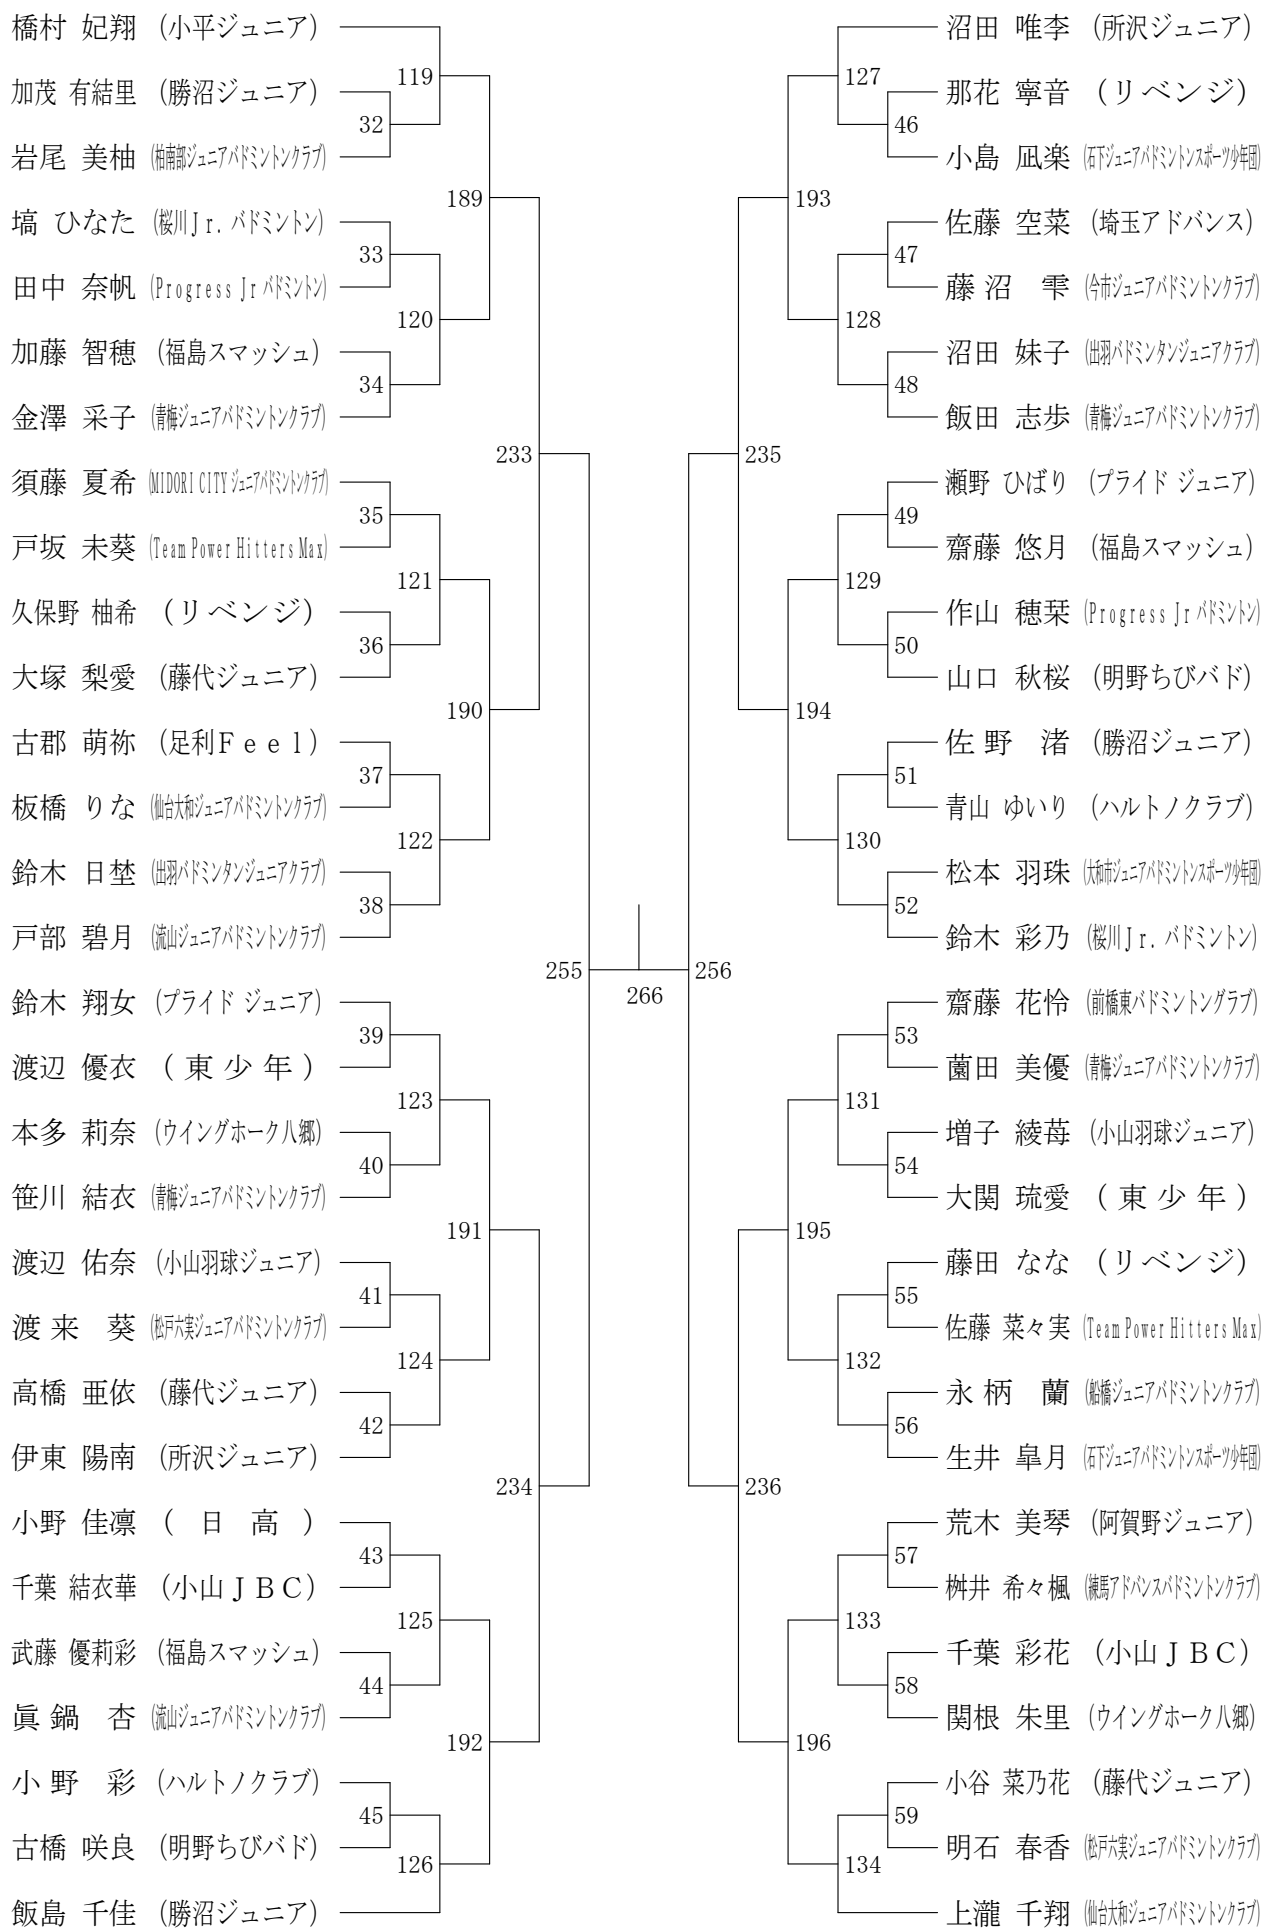 橋村 妃翔 (小平ジュニア)
加茂 有結里 (勝沼ジュニア)
岩尾 美柚 (柏南部ジュニアバドミントンクラブ)
塙 ひなた (桜川Jr. バドミントン)
田中 奈帆 (Progress Jr バドミントン)
加藤 智穂 (福島スマッシュ)
金澤 采子 (青梅ジュニアバドミントンクラブ)
須藤 夏希 (MIDORI CITY ジュニアバドミントンクラブ)
戸坂 未葵 (Team Power Hitters Max)
久保野 柚希 (リベンジ)
大塚 梨愛 (藤代ジュニア)
古郡 萌祢 (足利Feel)
板橋 りな (仙台大和ジュニアバドミントンクラブ)
鈴木 日埜 (出羽バドミンタンジュニアクラブ)
戸部 碧月 (流山ジュニアバドミントンクラブ)
鈴木 翔女 (プライド ジュニア)
渡辺 優衣 (東少年)
本多 莉奈 (ウイングホーク八郷)
笹川 結衣 (青梅ジュニアバドミントンクラブ)
渡辺 佑奈 (小山羽球ジュニア)
渡来 葵 (松戸六実ジュニアバドミントンクラブ)
高橋 亜依 (藤代ジュニア)
伊東 陽南 (所沢ジュニア)
小野 佳凛 (日高)
千葉 結衣華 (小山JBC)
武藤 優莉彩 (福島スマッシュ)
眞鍋 杏 (流山ジュニアバドミントンクラブ)
小野 彩 (ハルトノクラブ)
古橋 咲良 (明野ちびバド)
飯島 千佳 (勝沼ジュニア)
32
33
34
35
36
37
38
39
40
41
42
43
44
45
119
120
121
122
123
124
125
126
189
190
191
192
233
234
255
266
256
235
236
193
194
195
196
127
128
129
130
131
132
133
134
46
47
48
49
50
51
52
53
54
55
56
57
58
59
沼田 唯李 (所沢ジュニア)
那花 寧音 (リベンジ)
小島 凪楽 (石下ジュニアバドミントンスポーツ少年団)
佐藤 空菜 (埼玉アドバンス)
藤沼 雫 (今市ジュニアバドミントンクラブ)
沼田 妹子 (出羽バドミンタンジュニアクラブ)
飯田 志歩 (青梅ジュニアバドミントンクラブ)
瀬野 ひばり (プライド ジュニア)
齋藤 悠月 (福島スマッシュ)
作山 穂栞 (Progress Jr バドミントン)
山口 秋桜 (明野ちびバド)
佐野 渚 (勝沼ジュニア)
青山 ゆいり (ハルトノクラブ)
松本 羽珠 (大和市ジュニアバドミントンスポーツ少年団)
鈴木 彩乃 (桜川Jr. バドミントン)
齋藤 花怜 (前橋東バドミントングラブ)
薗田 美優 (青梅ジュニアバドミントンクラブ)
増子 綾苺 (小山羽球ジュニア)
大関 琉愛 (東少年)
藤田 なな (リベンジ)
佐藤 菜々実 (Team Power Hitters Max)
永柄 蘭 (船橋ジュニアバドミントンクラブ)
生井 皐月 (石下ジュニアバドミントンスポーツ少年団)
荒木 美琴 (阿賀野ジュニア)
桝井 希々楓 (練馬アドバンスバドミントンクラブ)
千葉 彩花 (小山JBC)
関根 朱里 (ウイングホーク八郷)
小谷 菜乃花 (藤代ジュニア)
明石 春香 (松戸六実ジュニアバドミントンクラブ)
上瀧 千翔 (仙台大和ジュニアバドミントンクラブ)